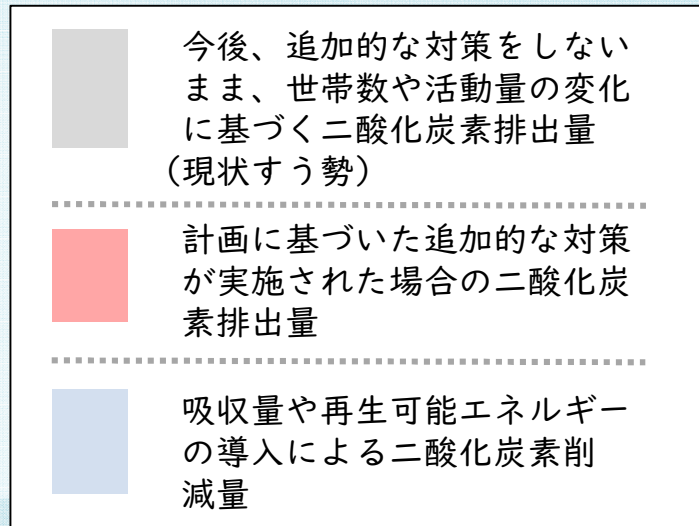 今後、追加的な対策をしない
まま、世帯数や活動量の変化
に基づく二酸化炭素排出量
(現状すう勢)
計画に基づいた追加的な対策
が実施された場合の二酸化炭
素排出量
吸収量や再生可能エネルギー
の導入による二酸化炭素削
減量